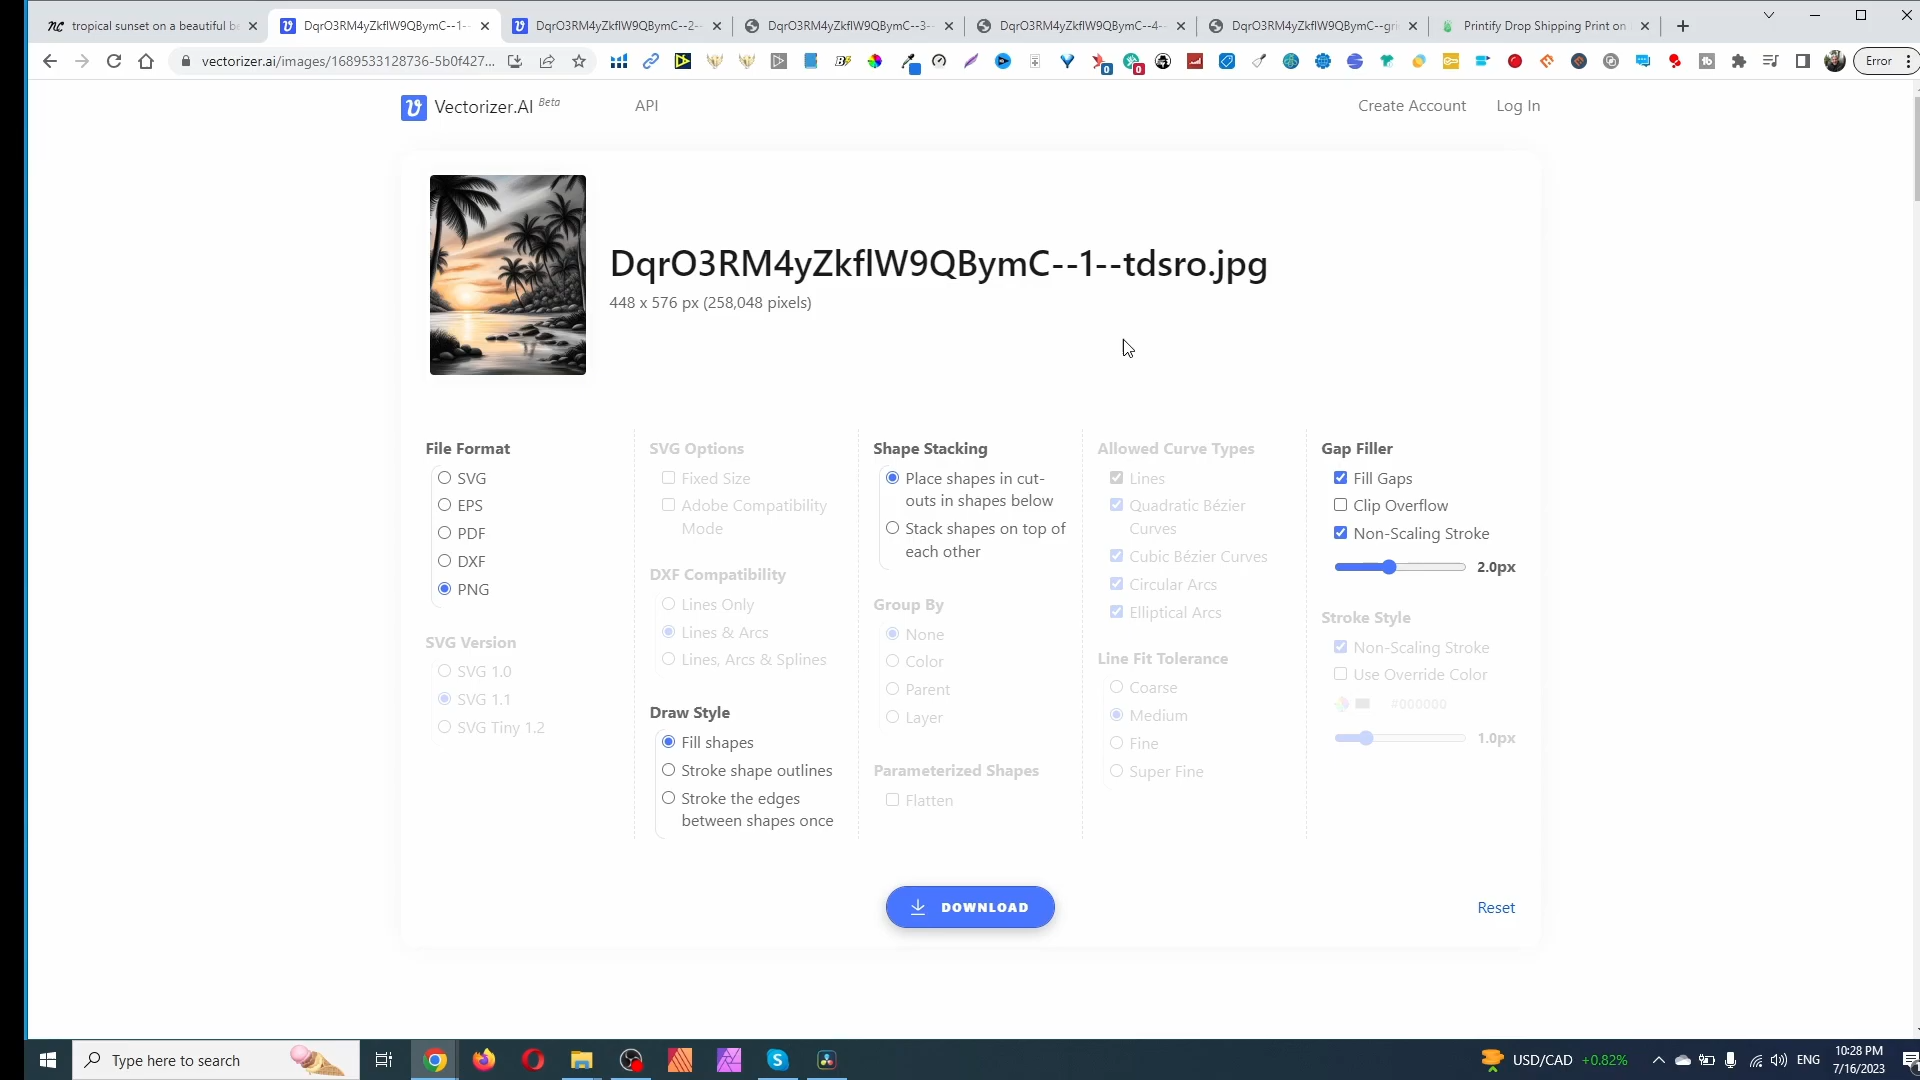 tropical sunset on a beautiful be
DqrO3RM4yZkflW9QBymC--1--
DqrO3RM4yZkflW9QBymC--2--
DqrO3RM4yZkflW9QBymC--3--
DqrO3RM4yZkflW9QBymC--4--
DqrO3RM4yZkflW9QBymC--gri
Printify Drop Shipping Print on
vectorizer.ai/images/1689533128736-5b0f427...
Error
Vectorizer.AI Beta
API
Create Account
Log In
DqrO3RM4yZkflW9QBymC--1--tdsro.jpg
448 x 576 px (258,048 pixels)
File Format
SVG
EPS
PDF
DXF
PNG
SVG Version
SVG 1.0
SVG 1.1
SVG Tiny 1.2
SVG Options
Fixed Size
Adobe Compatibility
Mode
DXF Compatibility
Lines Only
Lines & Arcs
Lines, Arcs & Splines
Draw Style
Fill shapes
Stroke shape outlines
Stroke the edges
between shapes once
Shape Stacking
Place shapes in cut-
outs in shapes below
Stack shapes on top of
each other
Group By
None
Color
Parent
Layer
Parameterized Shapes
Flatten
Allowed Curve Types
Lines
Quadratic Bézier
Curves
Cubic Bézier Curves
Circular Arcs
Elliptical Arcs
Line Fit Tolerance
Coarse
Medium
Fine
Super Fine
Gap Filler
Fill Gaps
Clip Overflow
Non-Scaling Stroke
2.0px
Stroke Style
Non-Scaling Stroke
Use Override Color
#000000
1.0px
DOWNLOAD
Reset
Type here to search
USD/CAD +0.82%
ENG
10:28 PM
7/16/2023